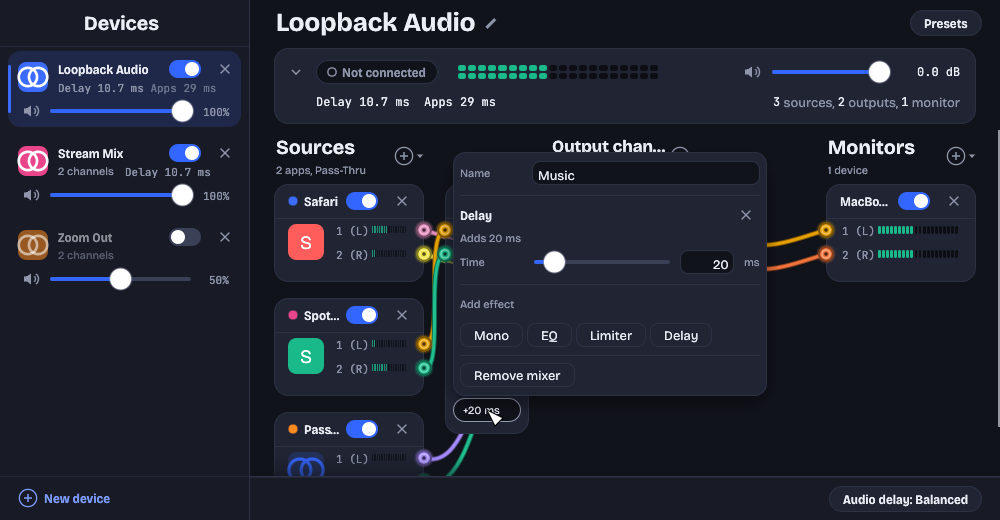 Devices
Loopback Audio
Delay 10.7 ms Apps 29 ms
100%
Stream Mix
2 channels Delay 10.7 ms
100%
Zoom Out
2 channels
50%
New device
Loopback Audio
Presets
Not connected
0.0 dB
Delay 10.7 ms Apps 29 ms
3 sources, 2 outputs, 1 monitor
Sources
2 apps, Pass-Thru
Safari
S
1 (L)
2 (R)
Spot...
S
1 (L)
2 (R)
Pass...
1 (L)
Output chan...
Name
Music
Delay
Adds 20 ms
Time
20
ms
Add effect
Mono
EQ
Limiter
Delay
Remove mixer
+20 ms
Monitors
1 device
MacBo...
1 (L)
2 (R)
Audio delay: Balanced